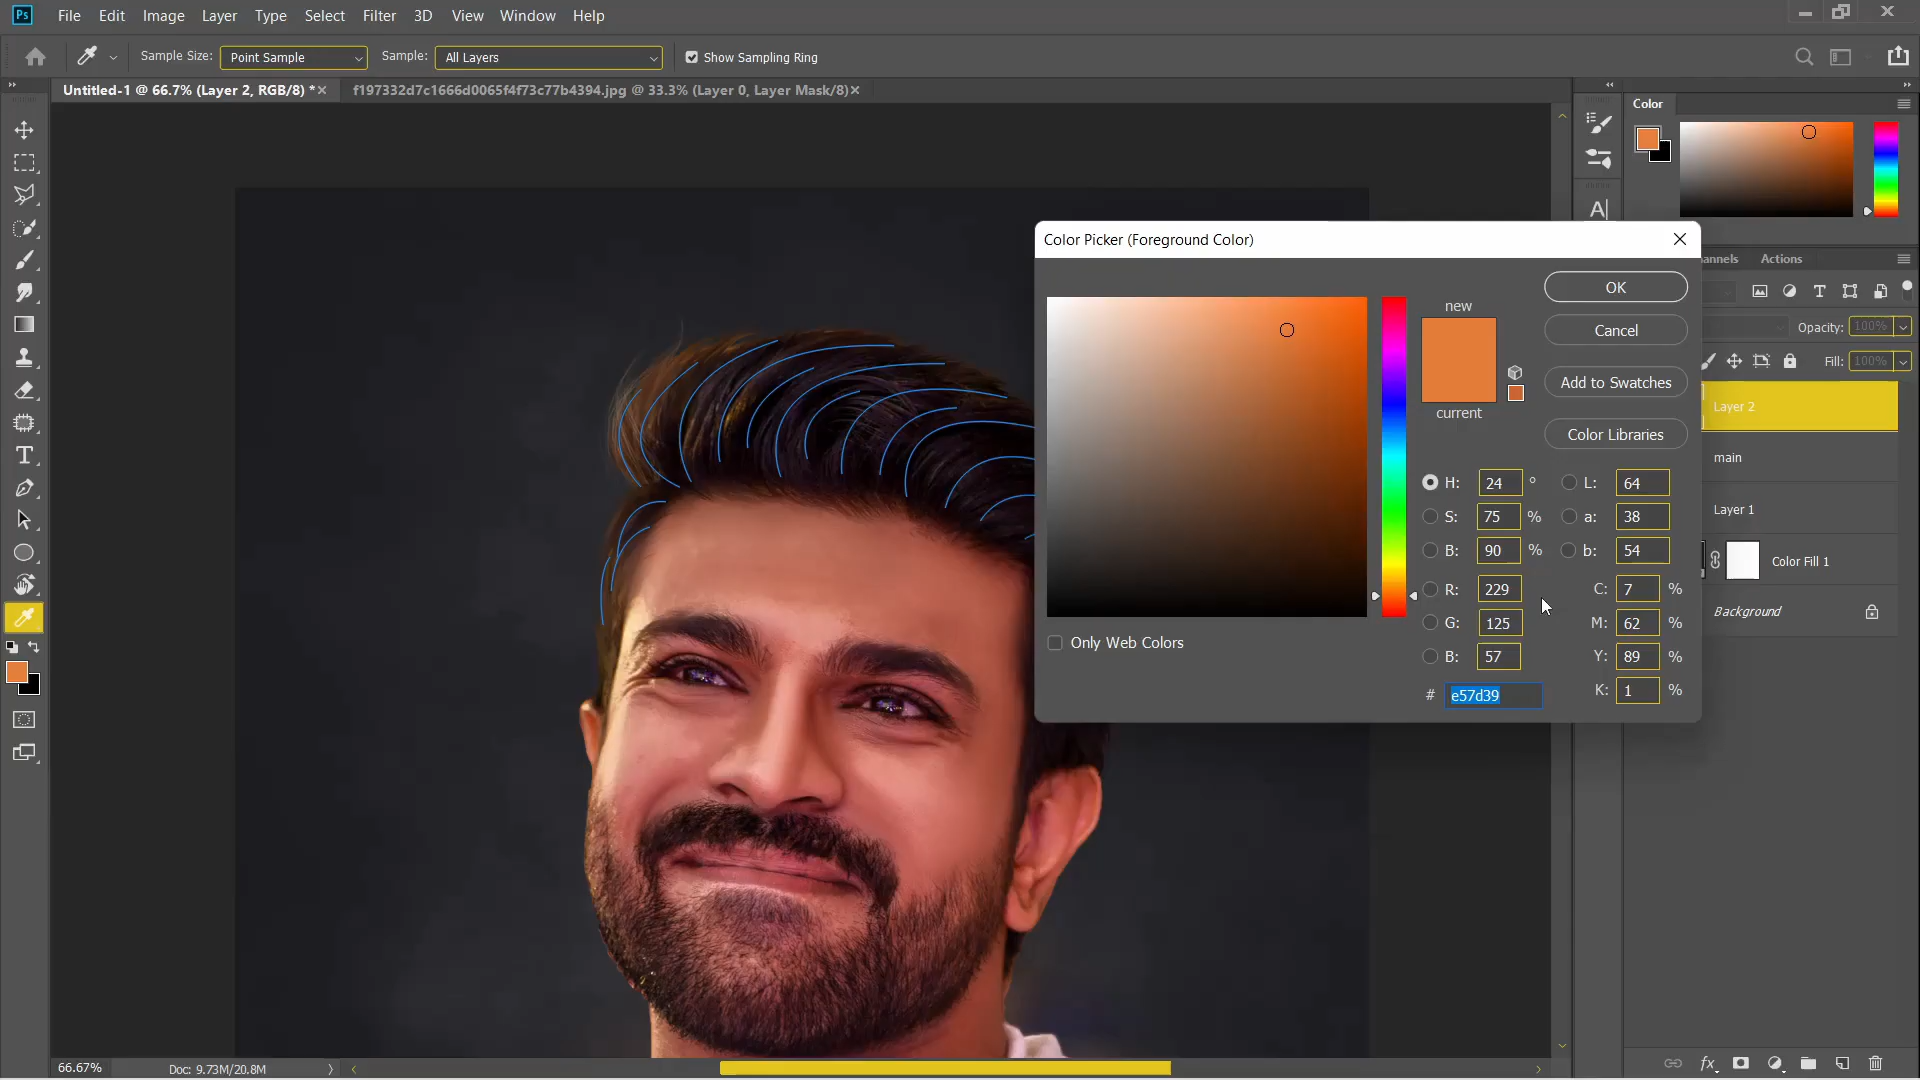 Ps File Edit Image Layer Type Select Filter 3D View Window Help
Sample Size: Point Sample Sample: All Layers Show Sampling Ring
Untitled-1 @ 66.7% (Layer 2, RGB/8) * f197332d7c1666d0065f4f73c77b4394.jpg @ 33.3% (Layer 0, Layer Mask/8)
Color
A
Color Picker (Foreground Color)
annels Actions
OK
new
Cancel
Opacity: 100%
Fill: 100%
Add to Swatches
current
Layer 2
Color Libraries
main
H: 24 ° L: 64
Layer 1
S: 75 % a: 38
B: 90 % b: 54
Color Fill 1
R: 229 C: 7 %
Background
G: 125 M: 62 %
Only Web Colors
B: 57 Y: 89 %
# e57d39 K: 1 %
66.67% Doc: 9.73M/20.8M
fx